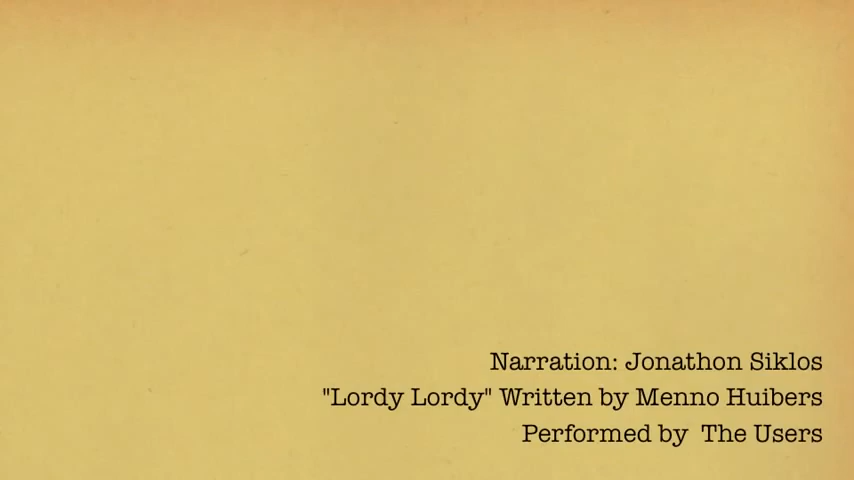 Narration: Jonathon Siklos
"Lordy Lordy" Written by Menno Huibers
Performed by  The Users